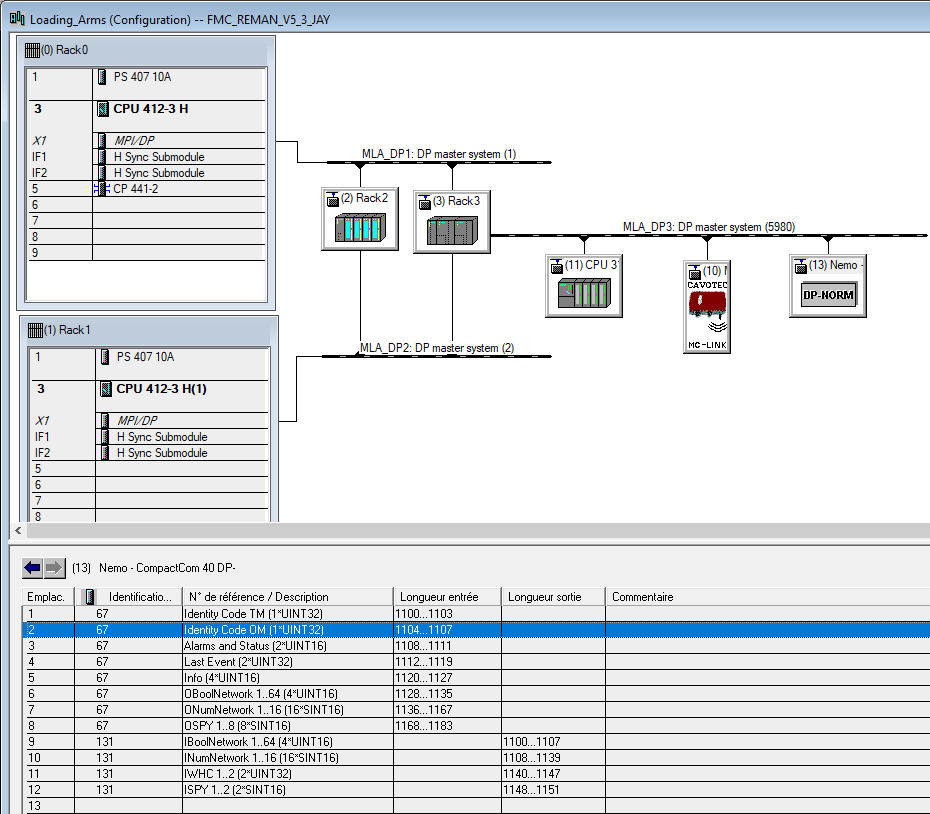 Loading_Arms (Configuration) -- FMC_REMAN_V5_3_JAY
(0) Rack0
1 PS 407 10A
3 CPU 412-3 H
X1 MPI/DP
IF1 H Sync Submodule
IF2 H Sync Submodule
5 CP 441-2
6
7
8
9
(1) Rack1
1 PS 407 10A
3 CPU 412-3 H(1)
X1 MPI/DP
IF1 H Sync Submodule
IF2 H Sync Submodule
5
6
7
8
MLA_DP1: DP master system (1)
(2) Rack2
(3) Rack3
MLA_DP3: DP master system (5980)
(11) CPU 31
(10) M
CAVOTEC
MC-LINK
(13) Nemo -
DP-NORM
MLA_DP2: DP master system (2)
(13) Nemo - CompactCom 40 DP-
Emplac. Identificatio... N° de référence / Description Longueur entrée Longueur sortie Commentaire
1 67 Identity Code TM (1*UINT32) 1100...1103
2 67 Identity Code OM (1*UINT32) 1104...1107
3 67 Alarms and Status (2*UINT16) 1108...1111
4 67 Last Event (2*UINT32) 1112...1119
5 67 Info (4*UINT16) 1120...1127
6 67 OBoolNetwork 1..64 (4*UINT16) 1128...1135
7 67 ONumNetwork 1..16 (16*SINT16) 1136...1167
8 67 OSPY 1..8 (8*SINT16) 1168...1183
9 131 IBoolNetwork 1..64 (4*UINT16) 1100...1107
10 131 INumNetwork 1..16 (16*SINT16) 1108...1139
11 131 IWHC 1..2 (2*UINT32) 1140...1147
12 131 ISPY 1..2 (2*SINT16) 1148...1151
13